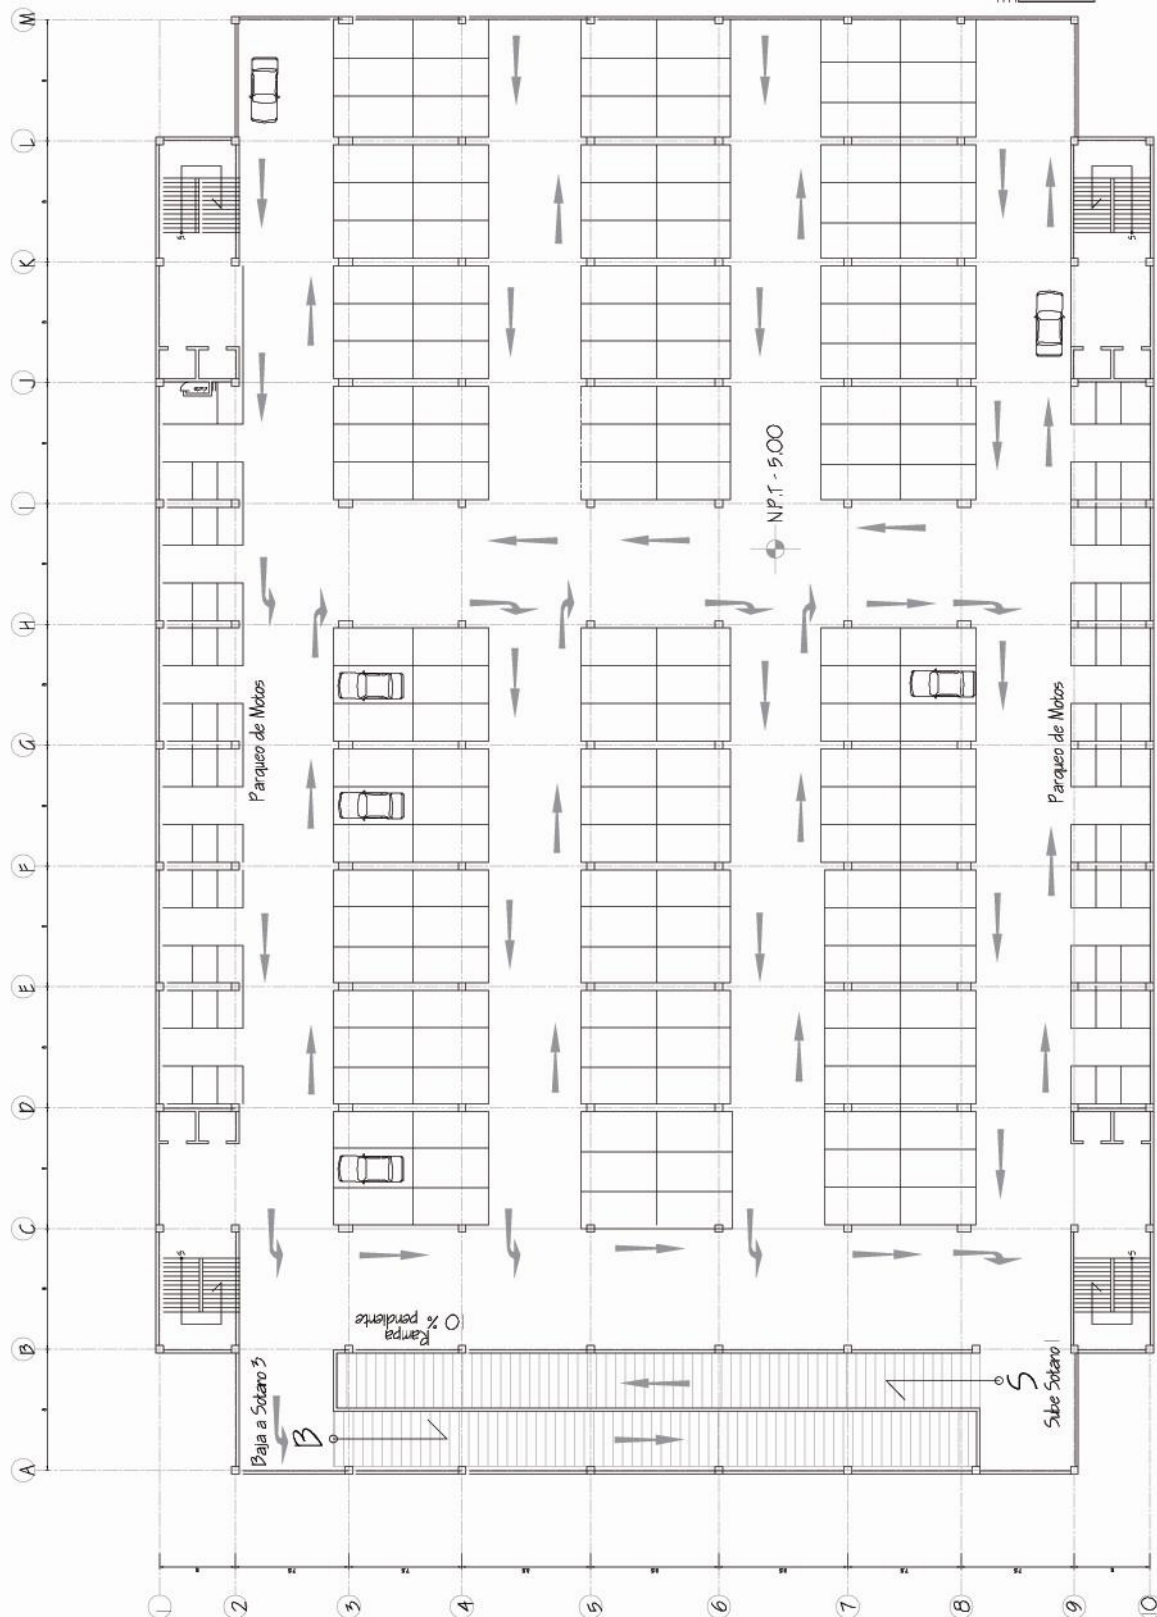 M
L
K
J
I
H
G
F
E
D
C
B
A
S
S
N.P.T - 5.00
Parqueo de Motos
Parqueo de Motos
S
S
Rampa
10 % pendiente
Baja a Sotano 3
B
S
Sube Sotano 1
1
2
3
4
5
6
7
8
9
10